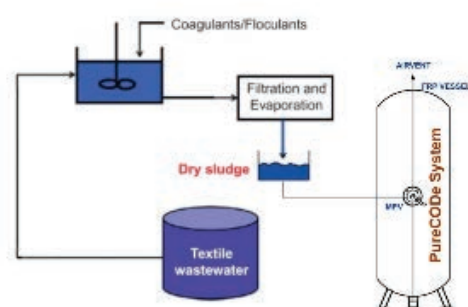 Coagulants/Floculants
Filtration and
Evaporation
Dry sludge
Textile
wastewater
AIRVENT
FRP VESSEL
MPV
PureCODe System